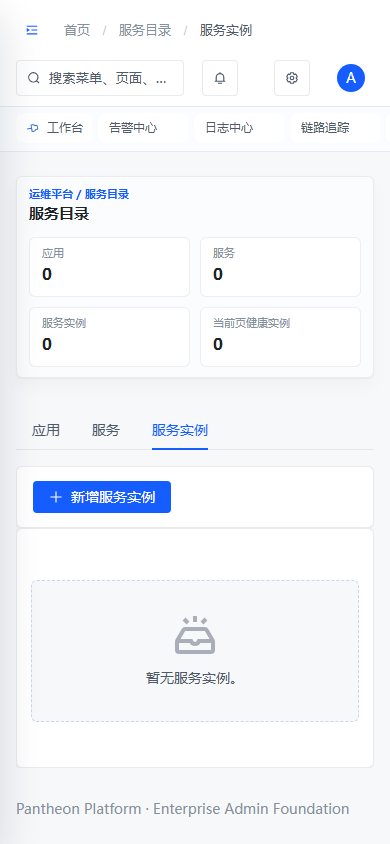 首页 / 服务目录 / 服务实例
搜索菜单、页面、... A
工作台 告警中心 日志中心 链路追踪
运维平台 / 服务目录
服务目录
应用 服务
0 0
服务实例 当前页健康实例
0 0
应用 服务 服务实例
新增服务实例
暂无服务实例。
Pantheon Platform · Enterprise Admin Foundation